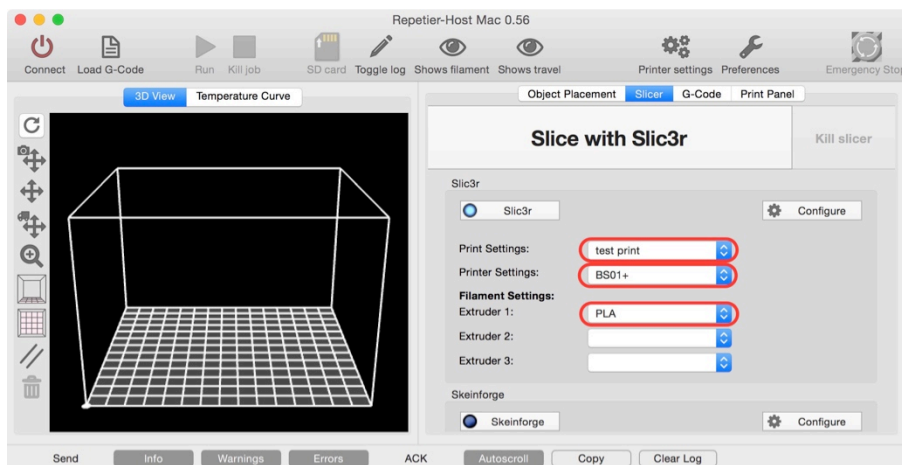 Repetier-Host Mac 0.56
Connect Load G-Code Run Kill job SD card Toggle log Shows filament Shows travel Printer settings Preferences Emergency Stop
3D View Temperature Curve
Object Placement Slicer G-Code Print Panel
Slice with Slic3r
Kill slicer
Slic3r
Slic3r Configure
Print Settings: test print
Printer Settings: BS01+
Filament Settings:
Extruder 1: PLA
Extruder 2:
Extruder 3:
Skeinforge
Skeinforge Configure
Send Info Warnings Errors ACK Autoscroll Copy Clear Log